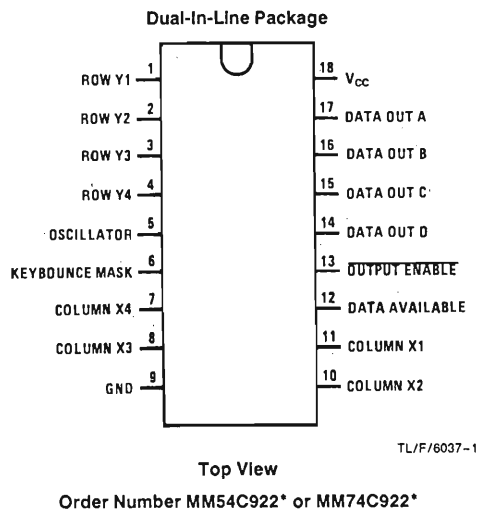 Dual-In-Line Package
ROW Y1 1
18 VCC
ROW Y2 2
17 DATA OUT A
ROW Y3 3
16 DATA OUT B
ROW Y4 4
15 DATA OUT C
OSCILLATOR 5
14 DATA OUT D
KEYBOUNCE MASK 6
13 OUTPUT ENABLE
COLUMN X4 7
12 DATA AVAILABLE
COLUMN X3 8
11 COLUMN X1
GND 9
10 COLUMN X2
TL/F/6037-1
Top View
Order Number MM54C922* or MM74C922*